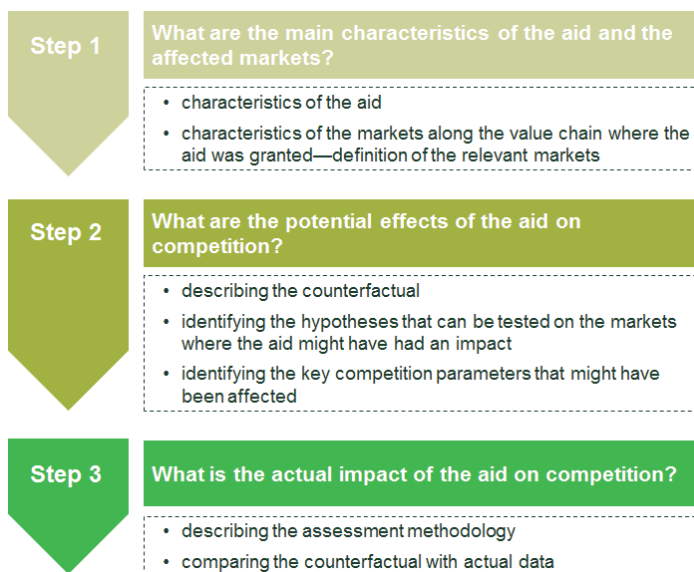 Step 1
What are the main characteristics of the aid and the
affected markets?
• characteristics of the aid
• characteristics of the markets along the value chain where the
aid was granted—definition of the relevant markets
Step 2
What are the potential effects of the aid on
competition?
• describing the counterfactual
• identifying the hypotheses that can be tested on the markets
where the aid might have had an impact
• identifying the key competition parameters that might have
been affected
Step 3
What is the actual impact of the aid on competition?
• describing the assessment methodology
• comparing the counterfactual with actual data